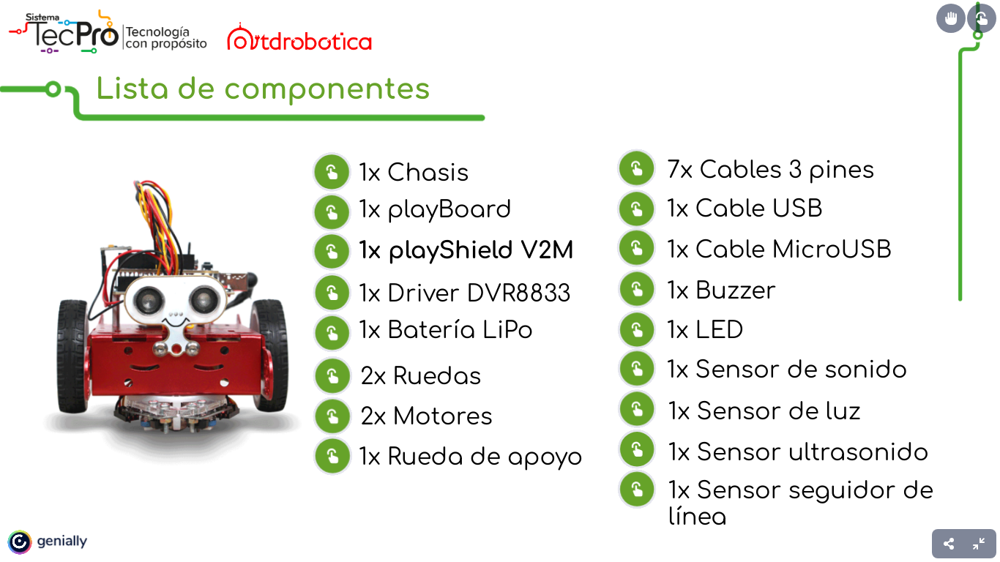 Sistema
TecPro
Tecnología
con propósito
artdrobotica
Lista de componentes
1x Chasis
1x playBoard
1x playShield V2M
1x Driver DVR8833
1x Batería LiPo
2x Ruedas
2x Motores
1x Rueda de apoyo
7x Cables 3 pines
1x Cable USB
1x Cable MicroUSB
1x Buzzer
1x LED
1x Sensor de sonido
1x Sensor de luz
1x Sensor ultrasonido
1x Sensor seguidor de
línea
genially